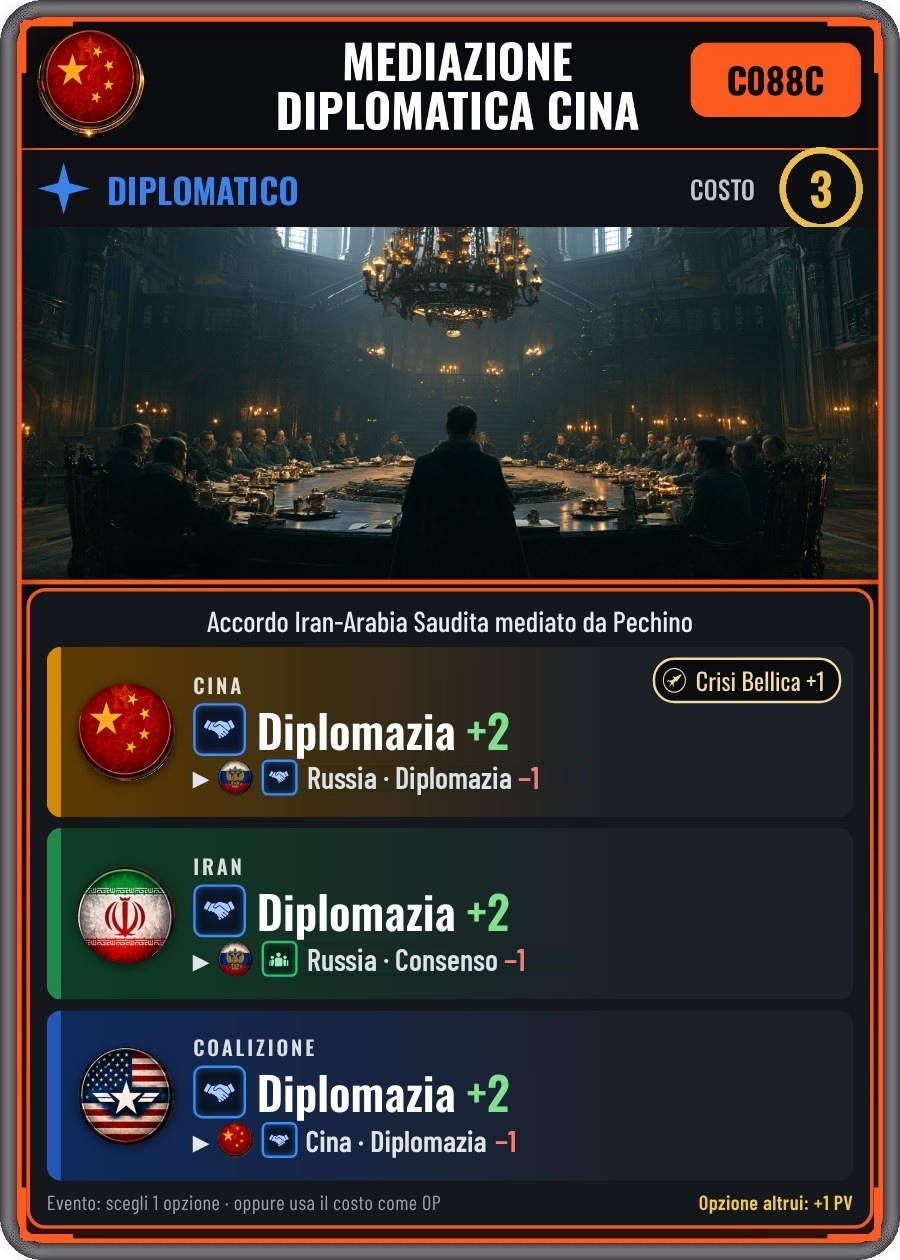 MEDIAZIONE
DIPLOMATICA CINA
C088C
DIPLOMATICO
COSTO
3
Accordo Iran-Arabia Saudita mediato da Pechino
CINA
Crisi Bellica +1
Diplomazia +2
▶ Russia · Diplomazia −1
IRAN
Diplomazia +2
▶ Russia · Consenso −1
COALIZIONE
Diplomazia +2
▶ Cina · Diplomazia −1
Evento: scegli 1 opzione · oppure usa il costo come OP
Opzione altrui: +1 PV